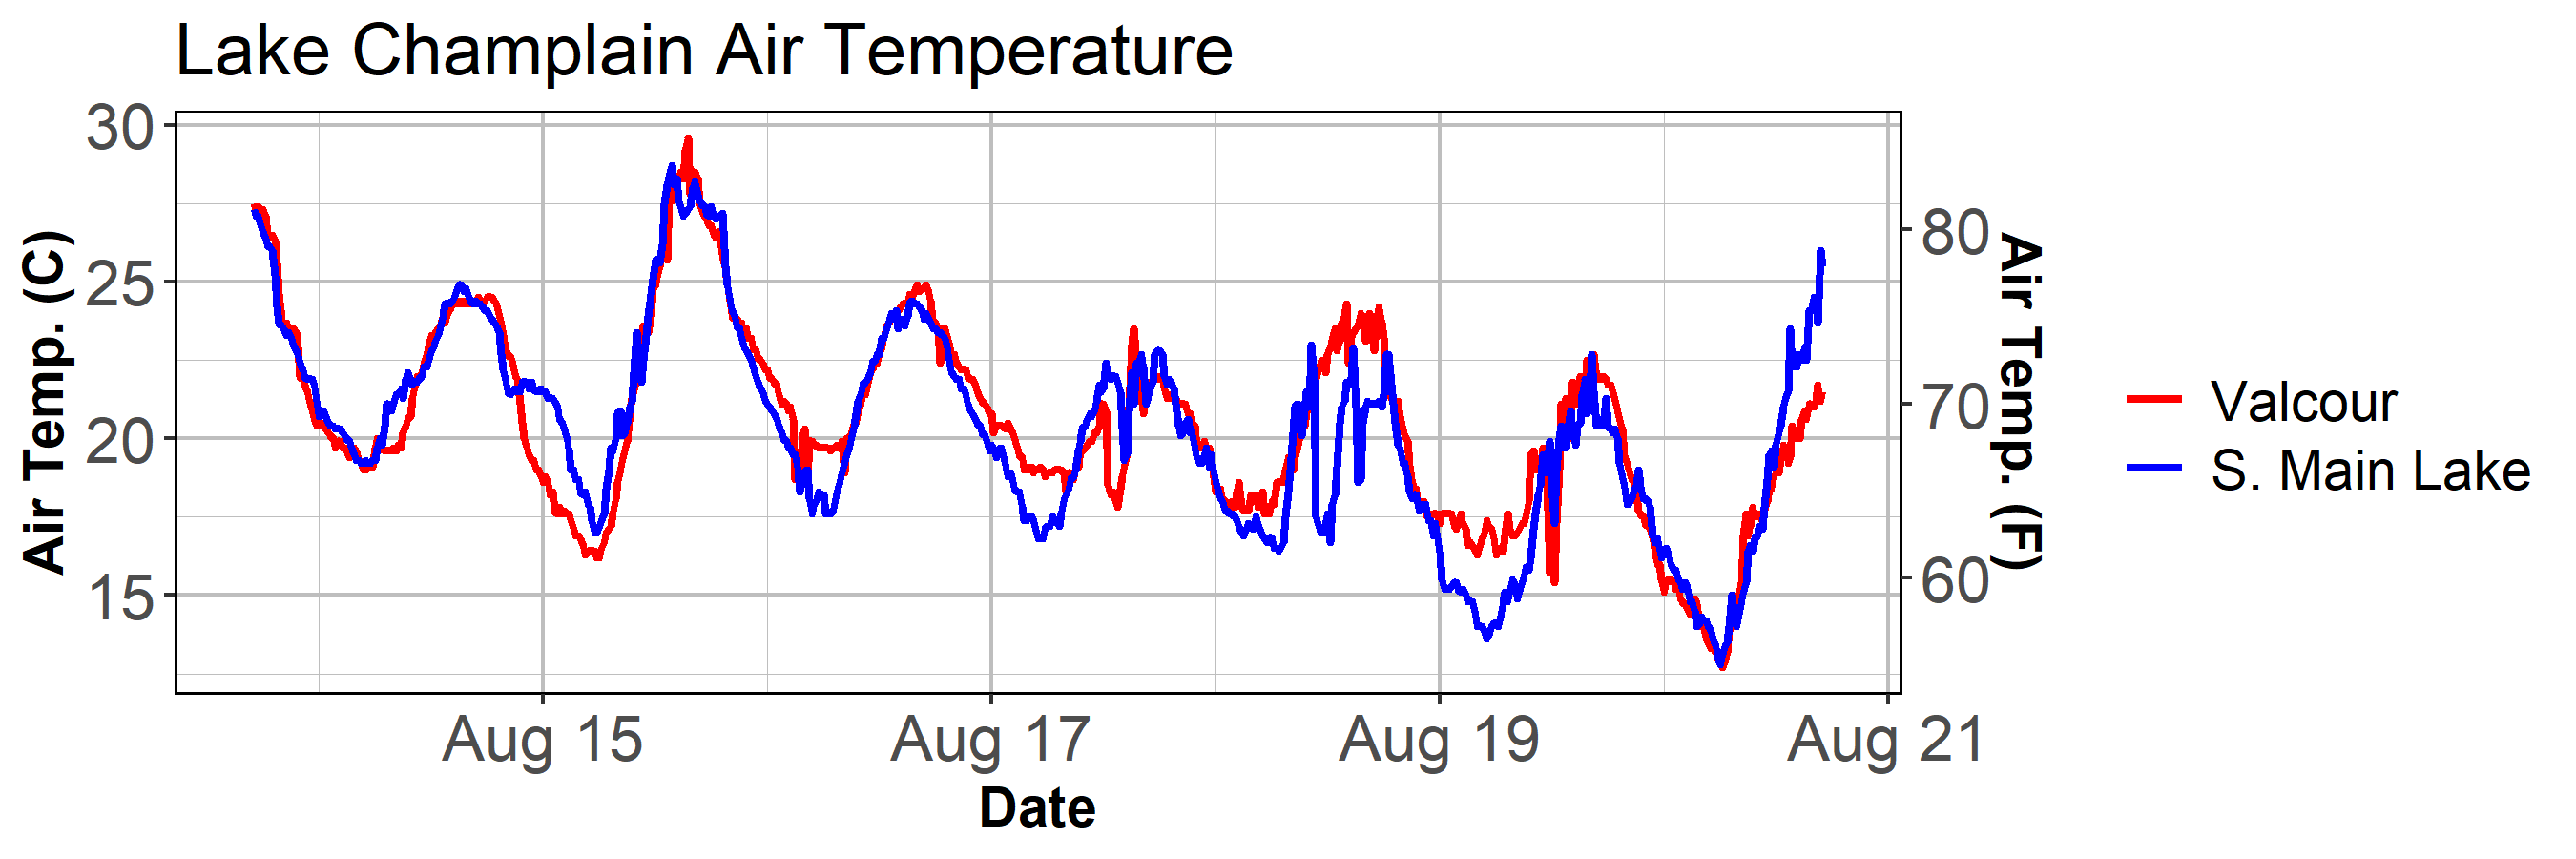 Lake Champlain Air Temperature
Air Temp. (C)
30
25
20
15
80
70
60
Air Temp. (F)
Aug 15
Aug 17
Aug 19
Aug 21
Date
Valcour
S. Main Lake